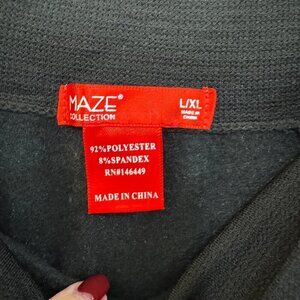 MAZE®
COLLECTION
L/XL
MADE IN
CHINA
92%POLYESTER
8%SPANDEX
RN#146449
MADE IN CHINA